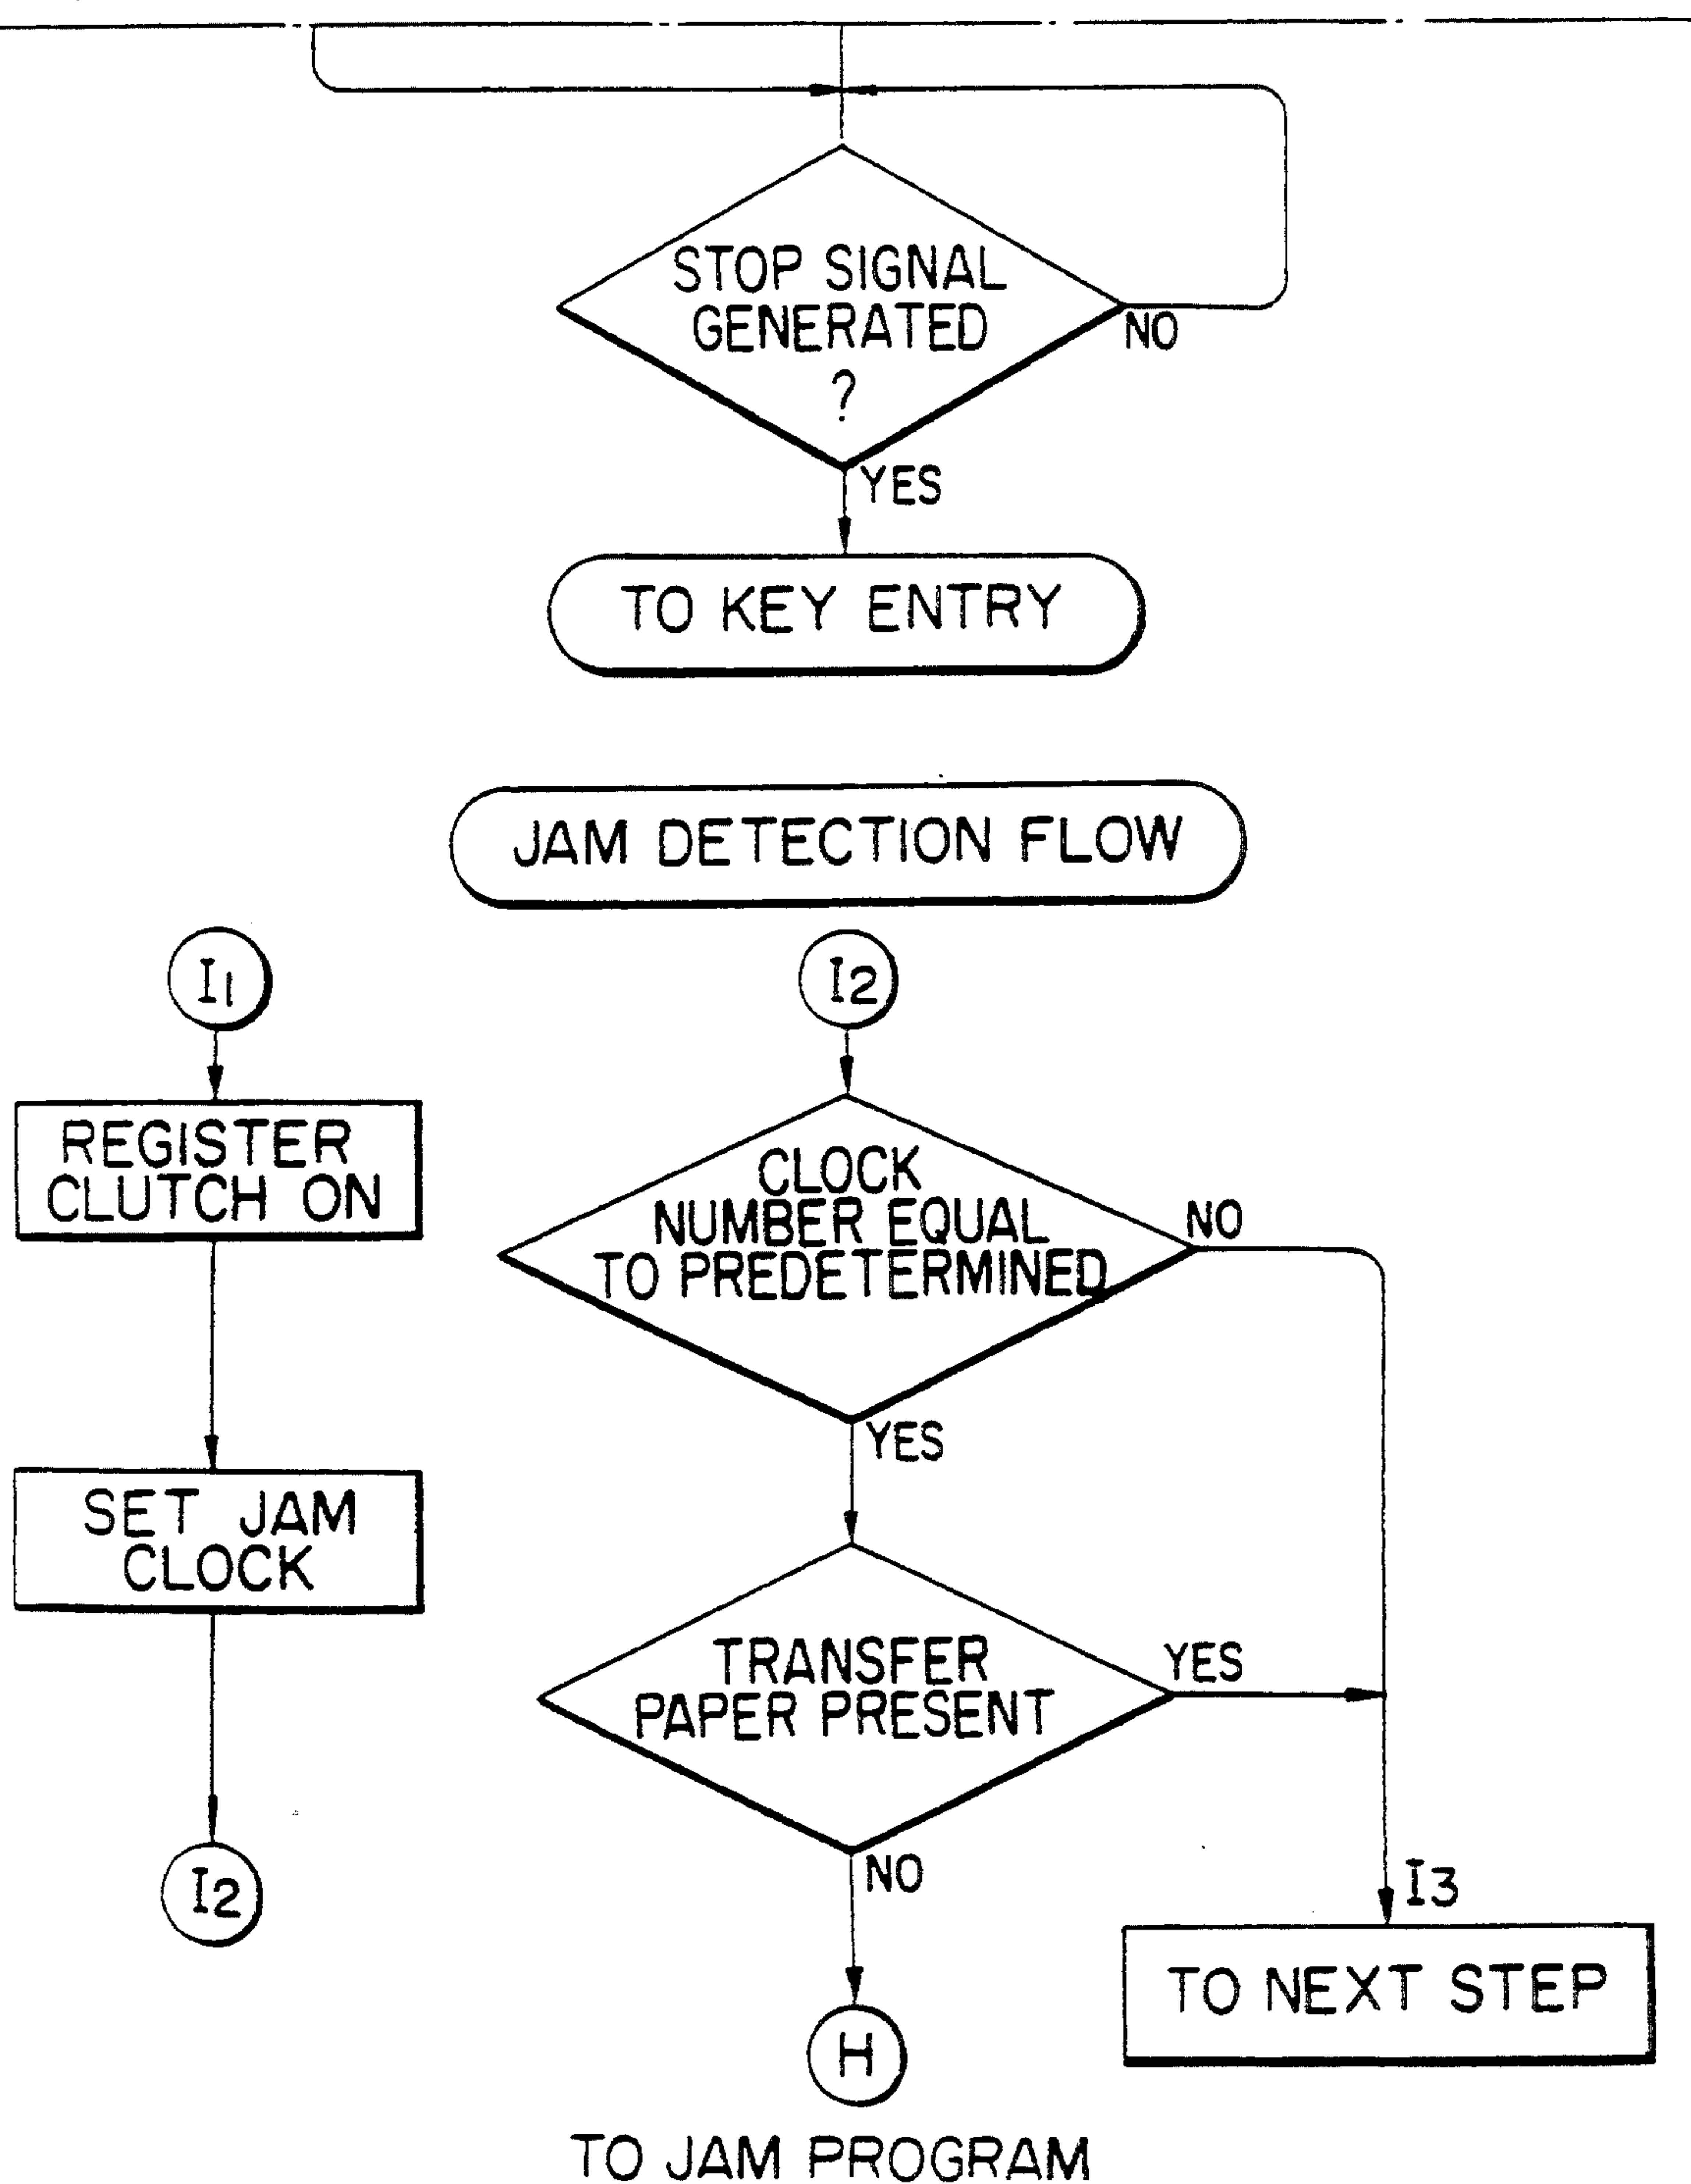 STOP SIGNAL
GENERATED
?
NO
YES
TO KEY ENTRY
JAM DETECTION FLOW
I1
REGISTER
CLUTCH ON
SET JAM
CLOCK
I2
I2
CLOCK
NUMBER EQUAL
TO PREDETERMINED
NO
YES
TRANSFER
PAPER PRESENT
YES
NO
I3
TO NEXT STEP
H
TO JAM PROGRAM